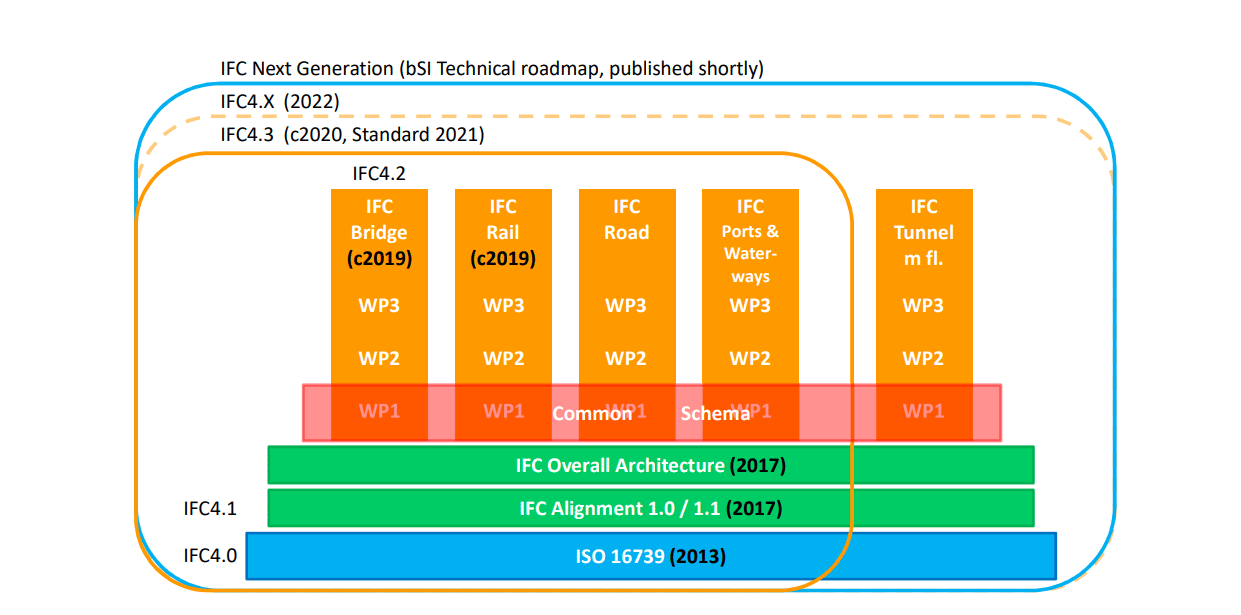 IFC Next Generation (bSI Technical roadmap, published shortly)
IFC4.X (2022)
IFC4.3 (c2020, Standard 2021)
IFC4.2
IFC
Bridge
(c2019)
WP3
WP2
WP1
IFC
Rail
(c2019)
WP3
WP2
WP1
IFC
Road
WP3
WP2
WP1
IFC
Ports &
Water-
ways
WP3
WP2
WP1
IFC
Tunnel
m fl.
WP3
WP2
WP1
Common Schema
IFC Overall Architecture (2017)
IFC4.1
IFC Alignment 1.0 / 1.1 (2017)
IFC4.0
ISO 16739 (2013)